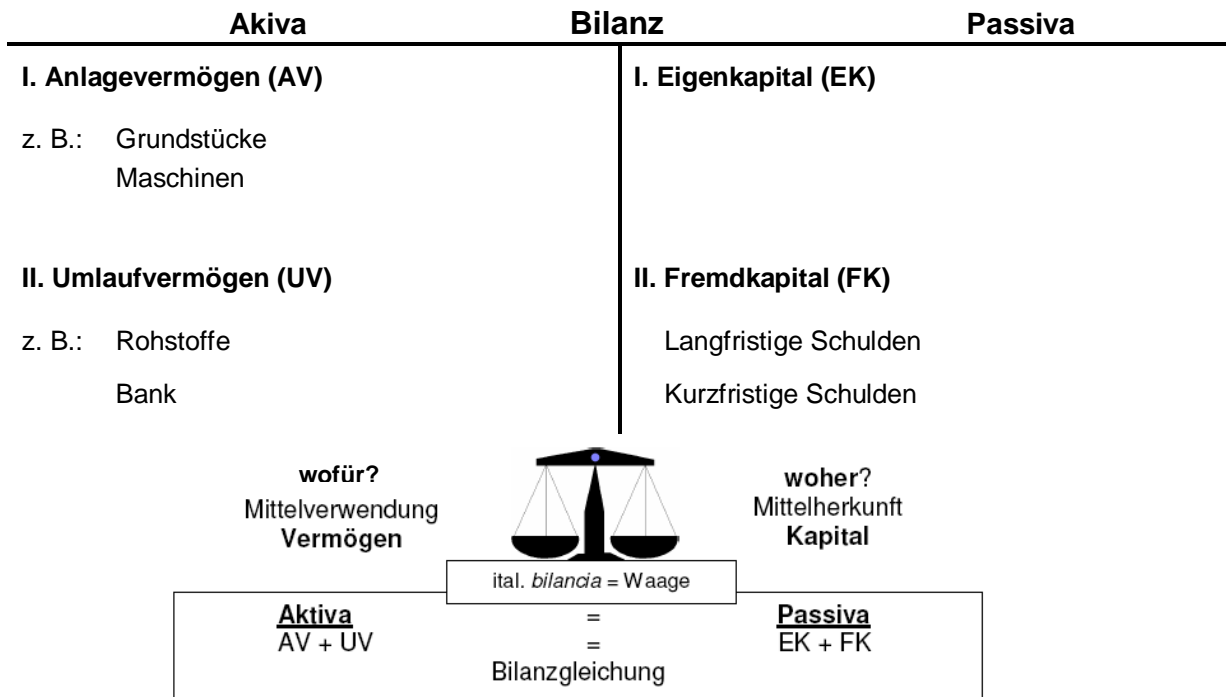 Akiva Bilanz Passiva
I. Anlagevermögen (AV) I. Eigenkapital (EK)
z. B.: Grundstücke
Maschinen
II. Umlaufvermögen (UV) II. Fremdkapital (FK)
z. B.: Rohstoffe Langfristige Schulden
Bank Kurzfristige Schulden
wofür? woher?
Mittelverwendung Mittelherkunft
Vermögen Kapital
ital. bilancia = Waage
Aktiva = Passiva
AV + UV = EK + FK
Bilanzgleichung